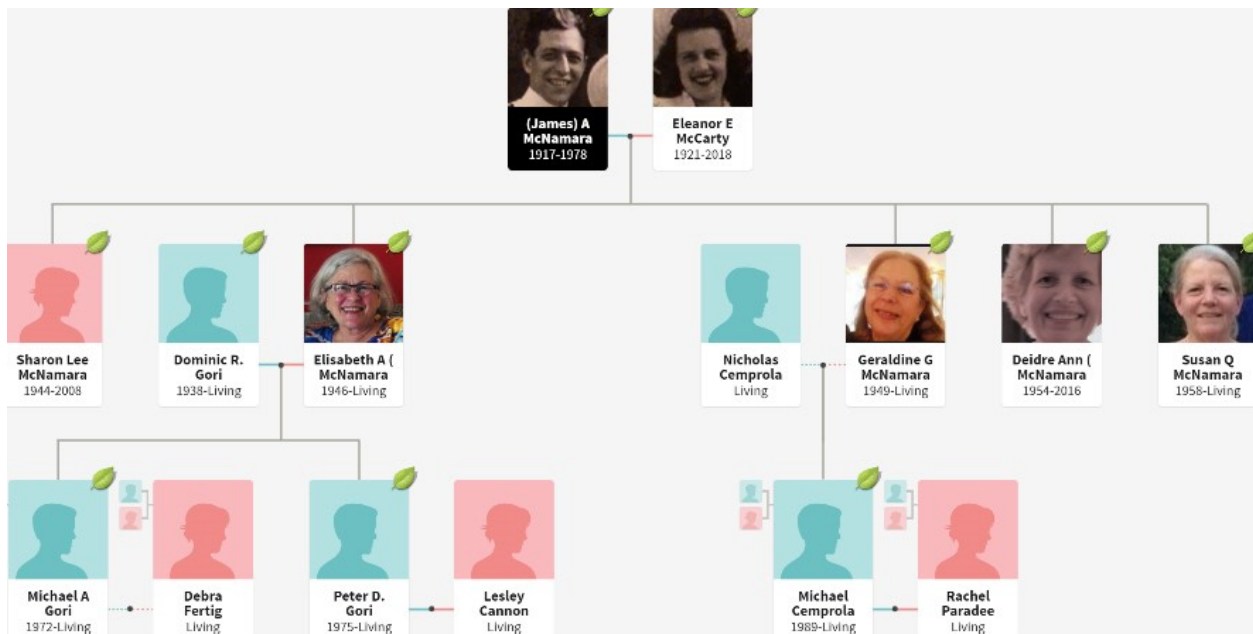 (James) A
McNamara
1917-1978
Eleanor E
McCarty
1921-2018
Sharon Lee
McNamara
1944-2008
Dominic R.
Gori
1938-Living
Elisabeth A (
McNamara
1946-Living
Nicholas
Cemprola
Living
Geraldine G
McNamara
1949-Living
Deidre Ann (
McNamara
1954-2016
Susan Q
McNamara
1958-Living
Michael A
Gori
1972-Living
Debra
Fertig
Living
Peter D.
Gori
1975-Living
Lesley
Cannon
Living
Michael
Cemprola
1989-Living
Rachel
Paradee
Living